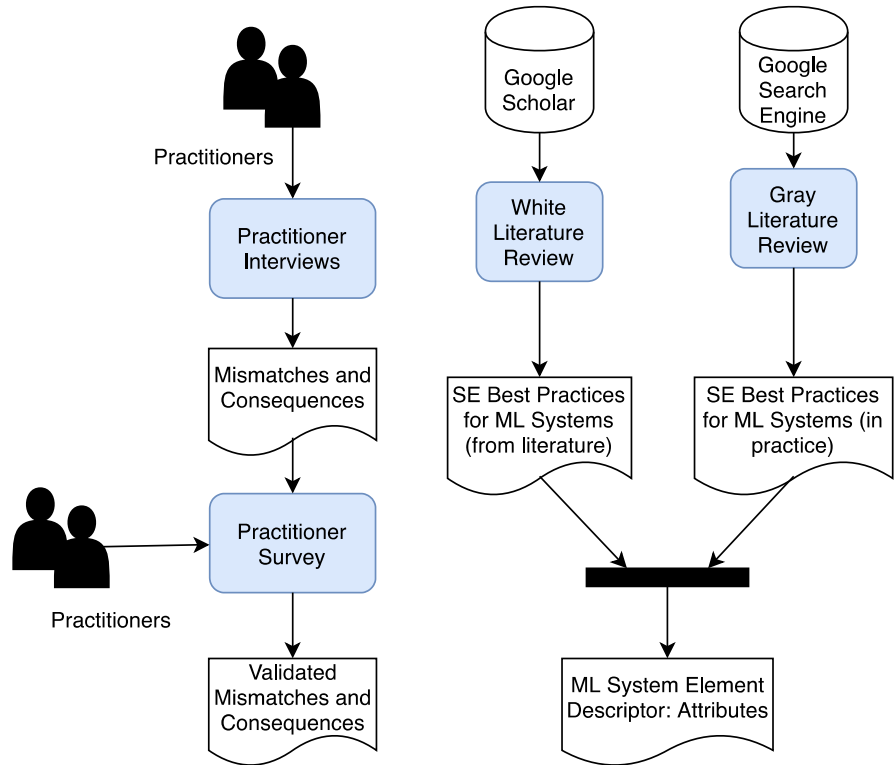 Practitioners
Practitioner
Interviews
Mismatches and
Consequences
Practitioner
Survey
Practitioners
Validated
Mismatches and
Consequences
Google
Scholar
White
Literature
Review
SE Best Practices
for ML Systems
(from literature)
Google
Search
Engine
Gray
Literature
Review
SE Best Practices
for ML Systems (in
practice)
ML System Element
Descriptor: Attributes